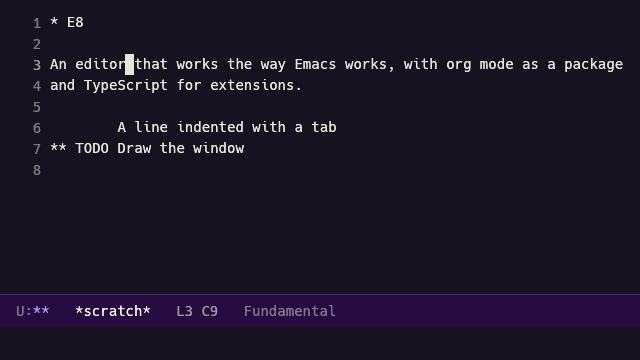 1 * E8
2
3 An editor that works the way Emacs works, with org mode as a package
4 and TypeScript for extensions.
5
6         A line indented with a tab
7 ** TODO Draw the window
8
U:**   *scratch*   L3 C9   Fundamental